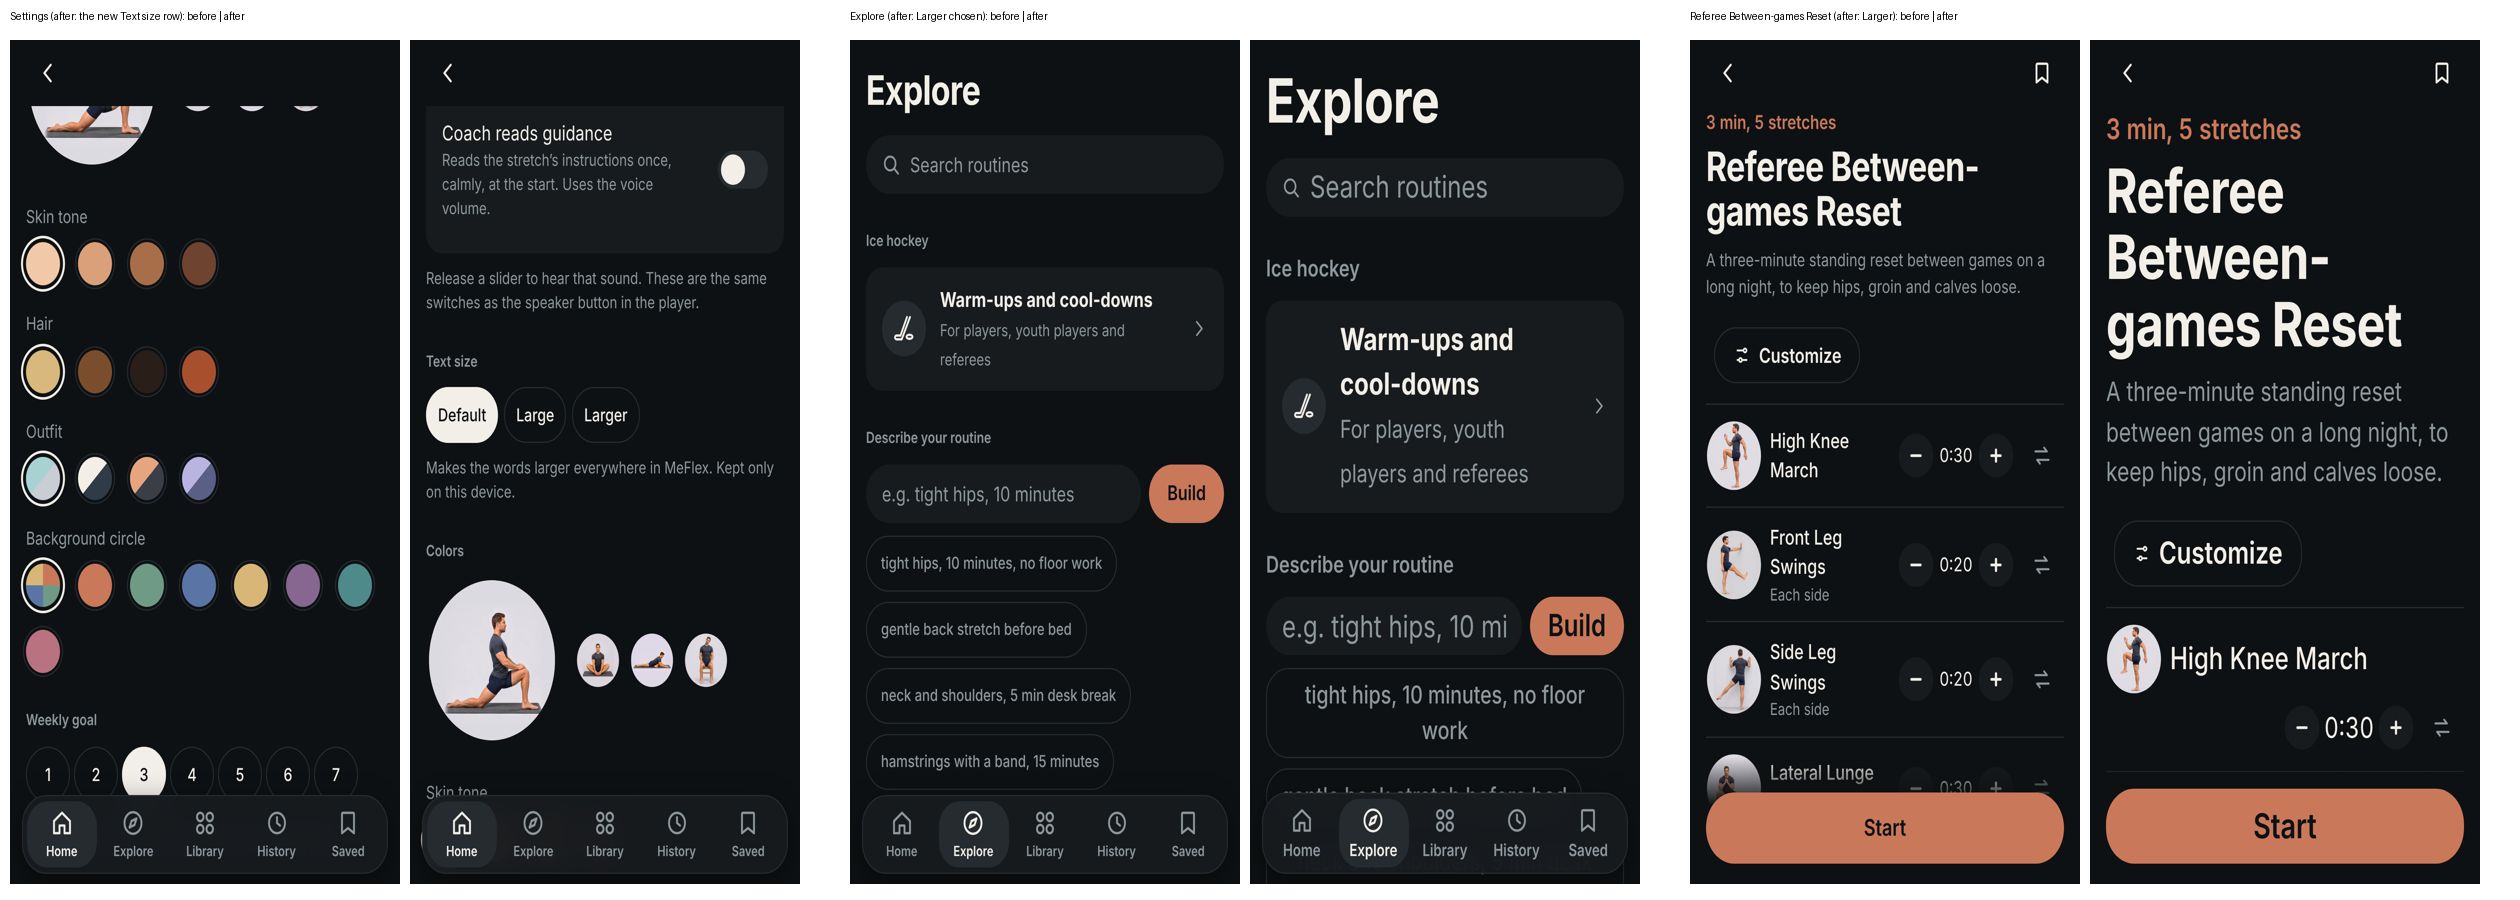 Settings (after: the new Text size row): before | after
Skin tone
Hair
Outfit
Background circle
Weekly goal
1 2 3 4 5 6 7
Home Explore Library History Saved
Coach reads guidance
Reads the stretch's instructions once,
calmly, at the start. Uses the voice
volume.
Release a slider to hear that sound. These are the same
switches as the speaker button in the player.
Text size
Default Large Larger
Makes the words larger everywhere in MeFlex. Kept only
on this device.
Colors
Skin tone
Home Explore Library History Saved
Explore (after: Larger chosen): before | after
Explore
Search routines
Ice hockey
Warm-ups and cool-downs
For players, youth players and
referees
Describe your routine
e.g. tight hips, 10 minutes Build
tight hips, 10 minutes, no floor work
gentle back stretch before bed
neck and shoulders, 5 min desk break
hamstrings with a band, 15 minutes
Home Explore Library History Saved
Explore
Search routines
Ice hockey
Warm-ups and
cool-downs
For players, youth
players and referees
Describe your routine
e.g. tight hips, 10 mi Build
tight hips, 10 minutes, no floor
work
gentle back stretch before bed
Home Explore Library History Saved
Referee Between-games Reset (after: Larger): before | after
3 min, 5 stretches
Referee Between-
games Reset
A three-minute standing reset between games on a
long night, to keep hips, groin and calves loose.
Customize
High Knee
March
0:30
Front Leg
Swings
Each side
0:20
Side Leg
Swings
Each side
0:20
Lateral Lunge
0:30
Start
3 min, 5 stretches
Referee
Between-
games Reset
A three-minute standing reset
between games on a long night, to
keep hips, groin and calves loose.
Customize
High Knee March
0:30
Start